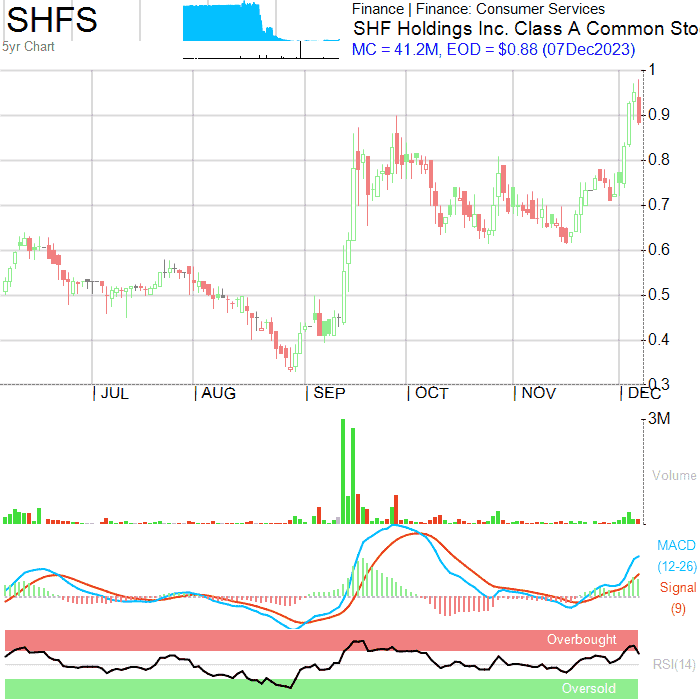 SHFS
5yr Chart
Finance | Finance: Consumer Services
SHF Holdings Inc. Class A Common Sto
MC = 41.2M, EOD = $0.88 (07Dec2023)
1
0.9
0.8
0.7
0.6
0.5
0.4
0.3
JUL AUG SEP OCT NOV DEC
3M
Volume
MACD
(12-26)
Signal
(9)
Overbought
RSI(14)
Oversold